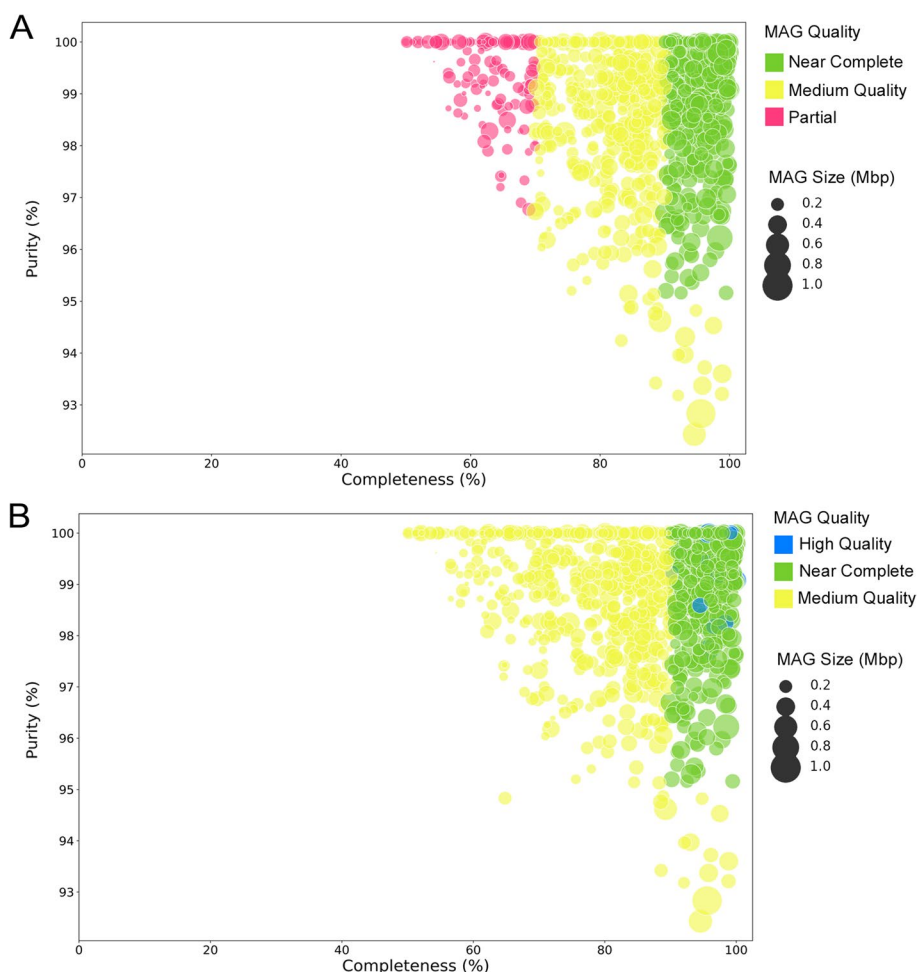 A
MAG Quality
Near Complete
Medium Quality
Partial
MAG Size (Mbp)
0.2
0.4
0.6
0.8
1.0
Purity (%)
100
99
98
97
96
95
94
93
0 20 40 60 80 100
Completeness (%)
B
MAG Quality
High Quality
Near Complete
Medium Quality
MAG Size (Mbp)
0.2
0.4
0.6
0.8
1.0
Purity (%)
100
99
98
97
96
95
94
93
0 20 40 60 80 100
Completeness (%)